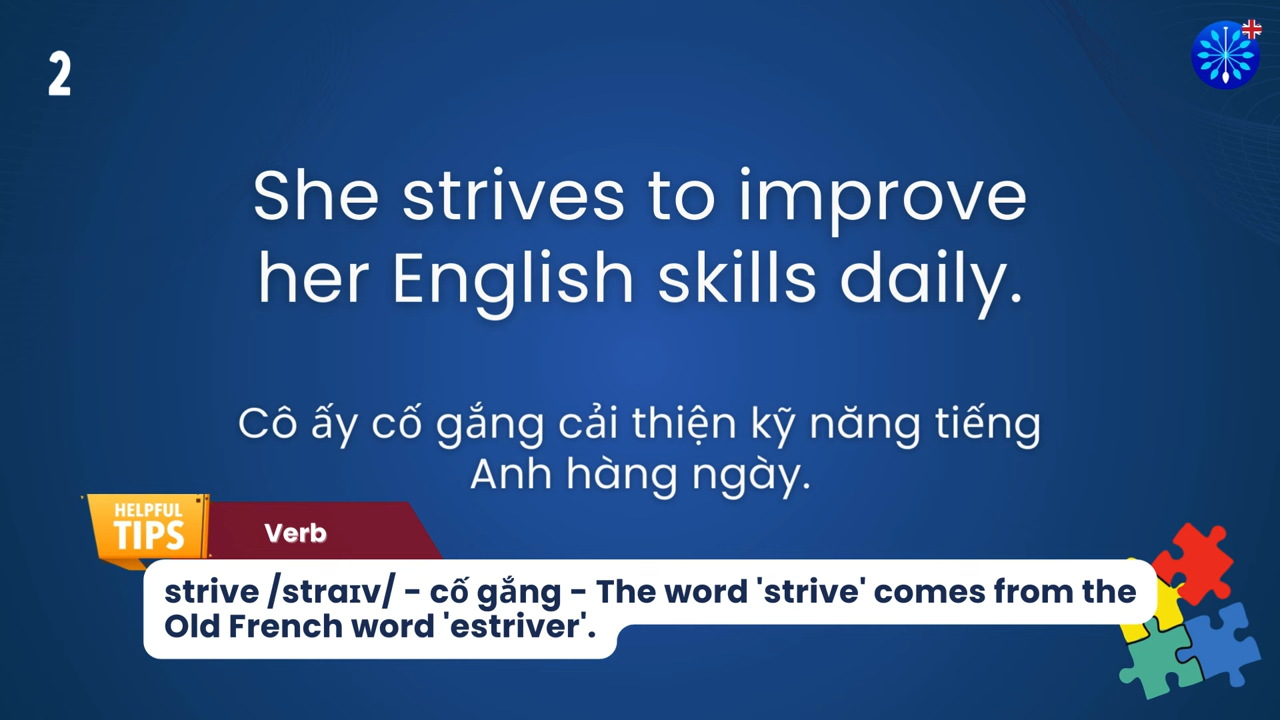 2
She strives to improve
her English skills daily.
Cô ấy cố gắng cải thiện kỹ năng tiếng
Anh hàng ngày.
HELPFUL
TIPS
Verb
strive /straɪv/ - cố gắng - The word 'strive' comes from the
Old French word 'estriver'.